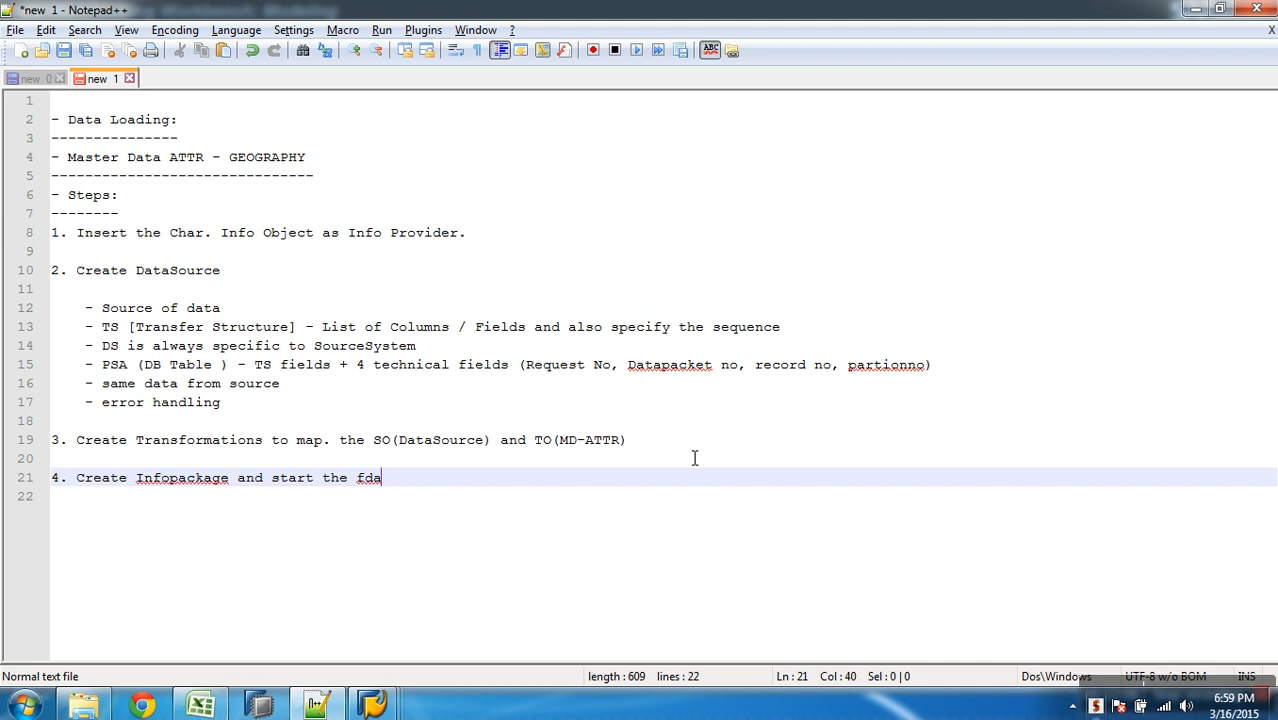 *new 1 - Notepad++
File Edit Search View Encoding Language Settings Macro Run Plugins Window ? X
new 0 new 1
1
2 - Data Loading:
3 ---------------
4 - Master Data ATTR - GEOGRAPHY
5 -------------------------------
6 - Steps:
7 --------
8 1. Insert the Char. Info Object as Info Provider.
9
10 2. Create DataSource
11
12 - Source of data
13 - TS [Transfer Structure] - List of Columns / Fields and also specify the sequence
14 - DS is always specific to SourceSystem
15 - PSA (DB Table ) - TS fields + 4 technical fields (Request No, Datapacket no, record no, partionno)
16 - same data from source
17 - error handling
18
19 3. Create Transformations to map. the SO(DataSource) and TO(MD-ATTR)
20
21 4. Create Infopackage and start the fda
22
Normal text file length : 609 lines : 22 Ln : 21 Col : 40 Sel : 0 | 0 Dos\Windows UTF-8 w/o BOM INS
6:59 PM
3/16/2015